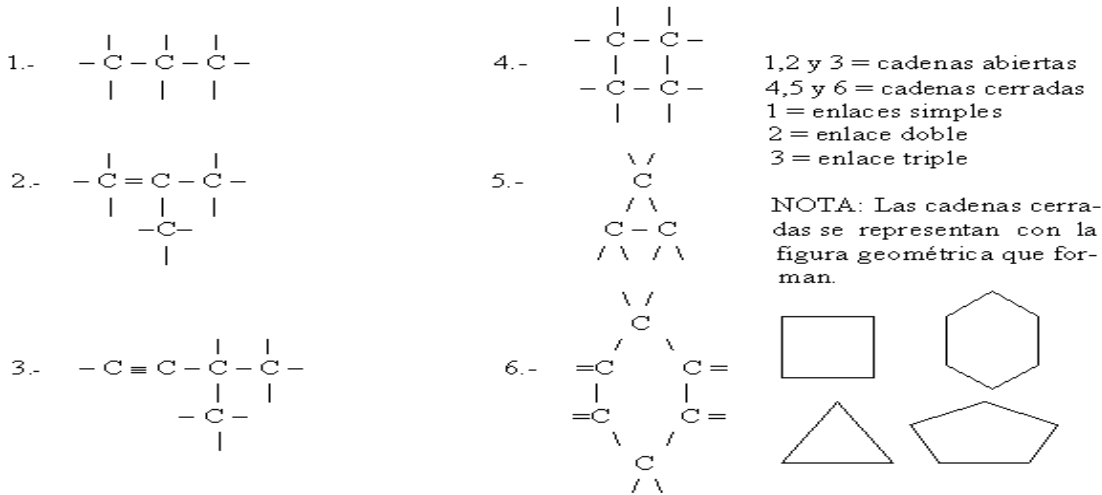 1.- – C – C – C –
2.- – C = C – C –
– C –
3.- – C ≡ C – C – C –
– C –
4.- – C – C –
– C – C –
5.- C
C – C
6.- C
=C C=
=C C=
C
1,2 y 3 = cadenas abiertas
4,5 y 6 = cadenas cerradas
1 = enlaces simples
2 = enlace doble
3 = enlace triple
NOTA: Las cadenas cerra-
das se representan con la
figura geométrica que for-
man.